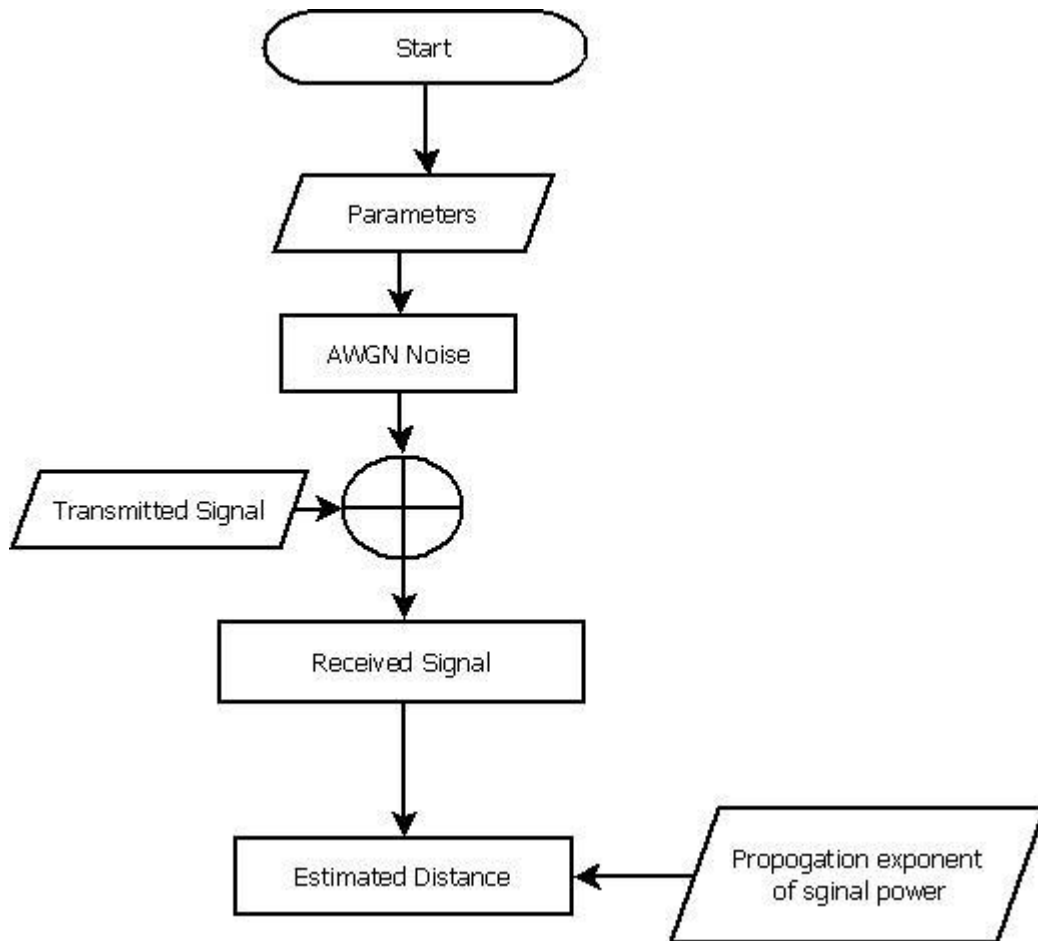 Start
Parameters
AWGN Noise
Transmitted Signal
Received Signal
Estimated Distance
Propogation exponent
of sginal power